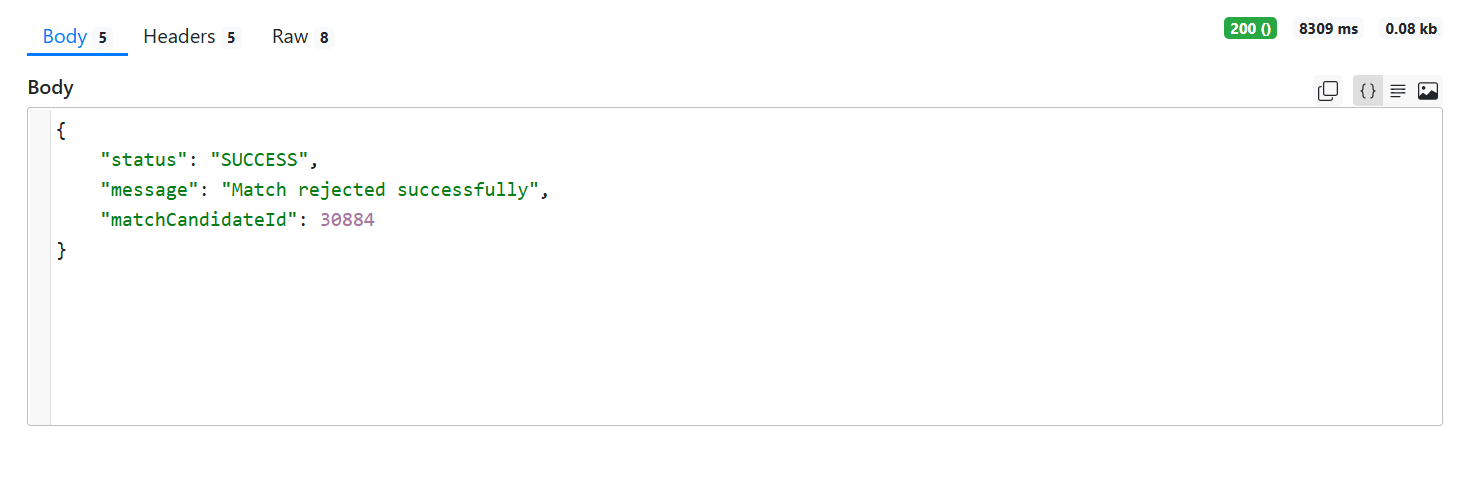 Body 5 Headers 5 Raw 8 200 () 8309 ms 0.08 kb
Body {}
{
    "status": "SUCCESS",
    "message": "Match rejected successfully",
    "matchCandidateId": 30884
}